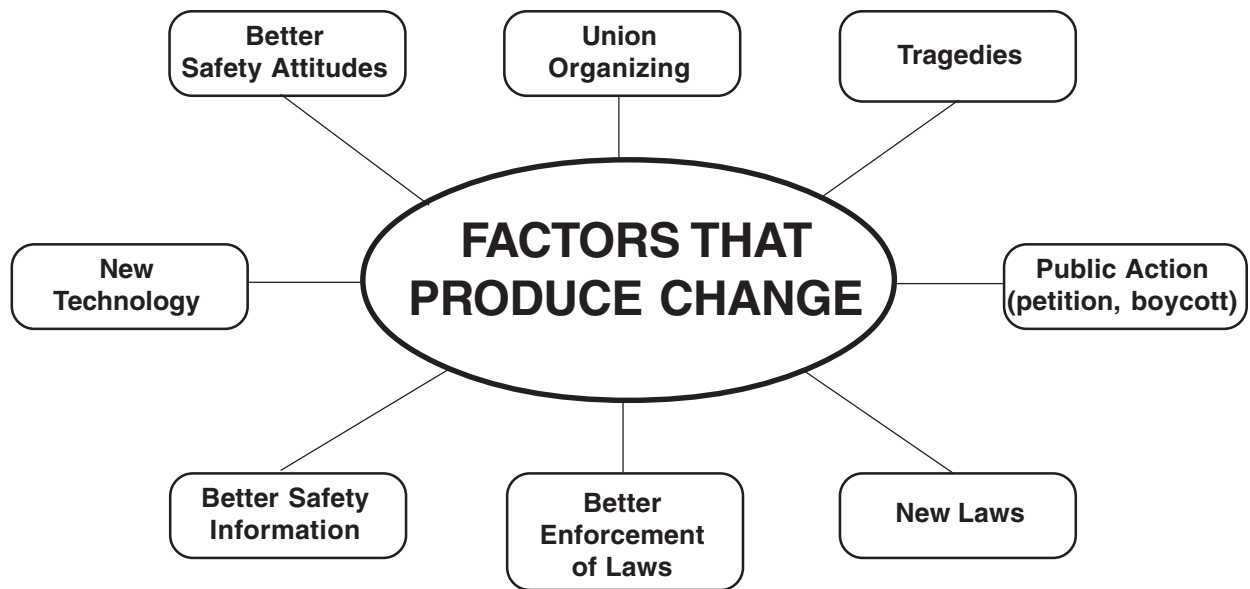 Better
Safety Attitudes
Union
Organizing
Tragedies
New
Technology
FACTORS THAT
PRODUCE CHANGE
Public Action
(petition, boycott)
Better Safety
Information
Better
Enforcement
of Laws
New Laws